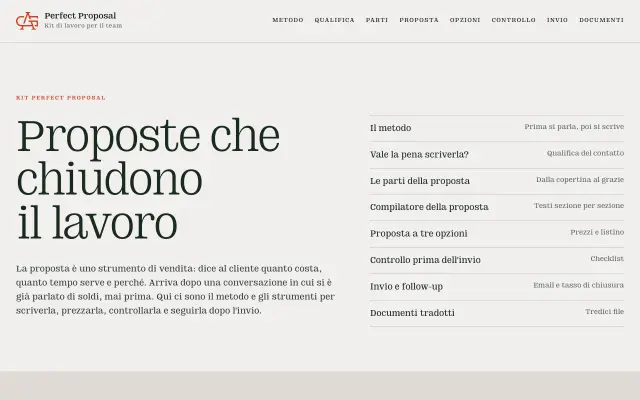 Perfect Proposal
Kit di lavoro per il team
METODO QUALIFICA PARTI PROPOSTA OPZIONI CONTROLLO INVIO DOCUMENTI
KIT PERFECT PROPOSAL
Proposte che
chiudono
il lavoro
La proposta è uno strumento di vendita: dice al cliente quanto costa,
quanto tempo serve e perché. Arriva dopo una conversazione in cui si è
già parlato di soldi, mai prima. Qui ci sono il metodo e gli strumenti per
scriverla, prezzarla, controllarla e seguirla dopo l'invio.
Il metodo Prima si parla, poi si scrive
Vale la pena scriverla? Qualifica del contatto
Le parti della proposta Dalla copertina al grazie
Compilatore della proposta Testi sezione per sezione
Proposta a tre opzioni Prezzi e listino
Controllo prima dell'invio Checklist
Invio e follow-up Email e tasso di chiusura
Documenti tradotti Tredici file